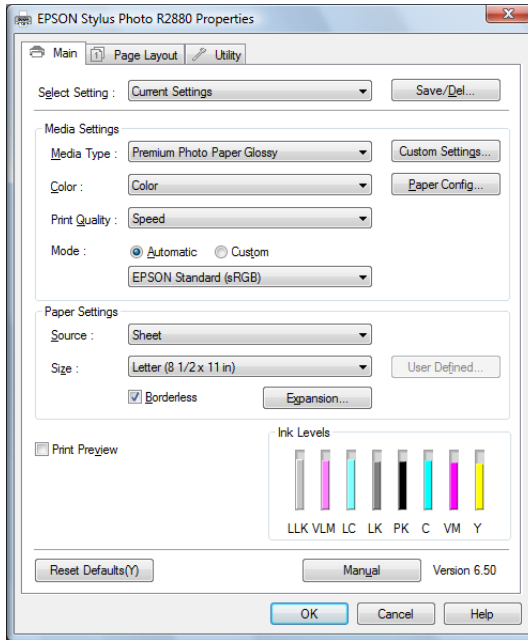 EPSON Stylus Photo R2880 Properties
Main
Page Layout
Utility
Select Setting :
Current Settings
Save/Del...
Media Settings
Media Type :
Premium Photo Paper Glossy
Custom Settings...
Color :
Color
Paper Config...
Print Quality :
Speed
Mode :
Automatic
Custom
EPSON Standard (sRGB)
Paper Settings
Source :
Sheet
Size :
Letter (8 1/2 x 11 in)
User Defined...
Borderless
Expansion...
Print Preview
Ink Levels
LLK VLM LC LK PK C VM Y
Reset Defaults(Y)
Manual
Version 6.50
OK
Cancel
Help